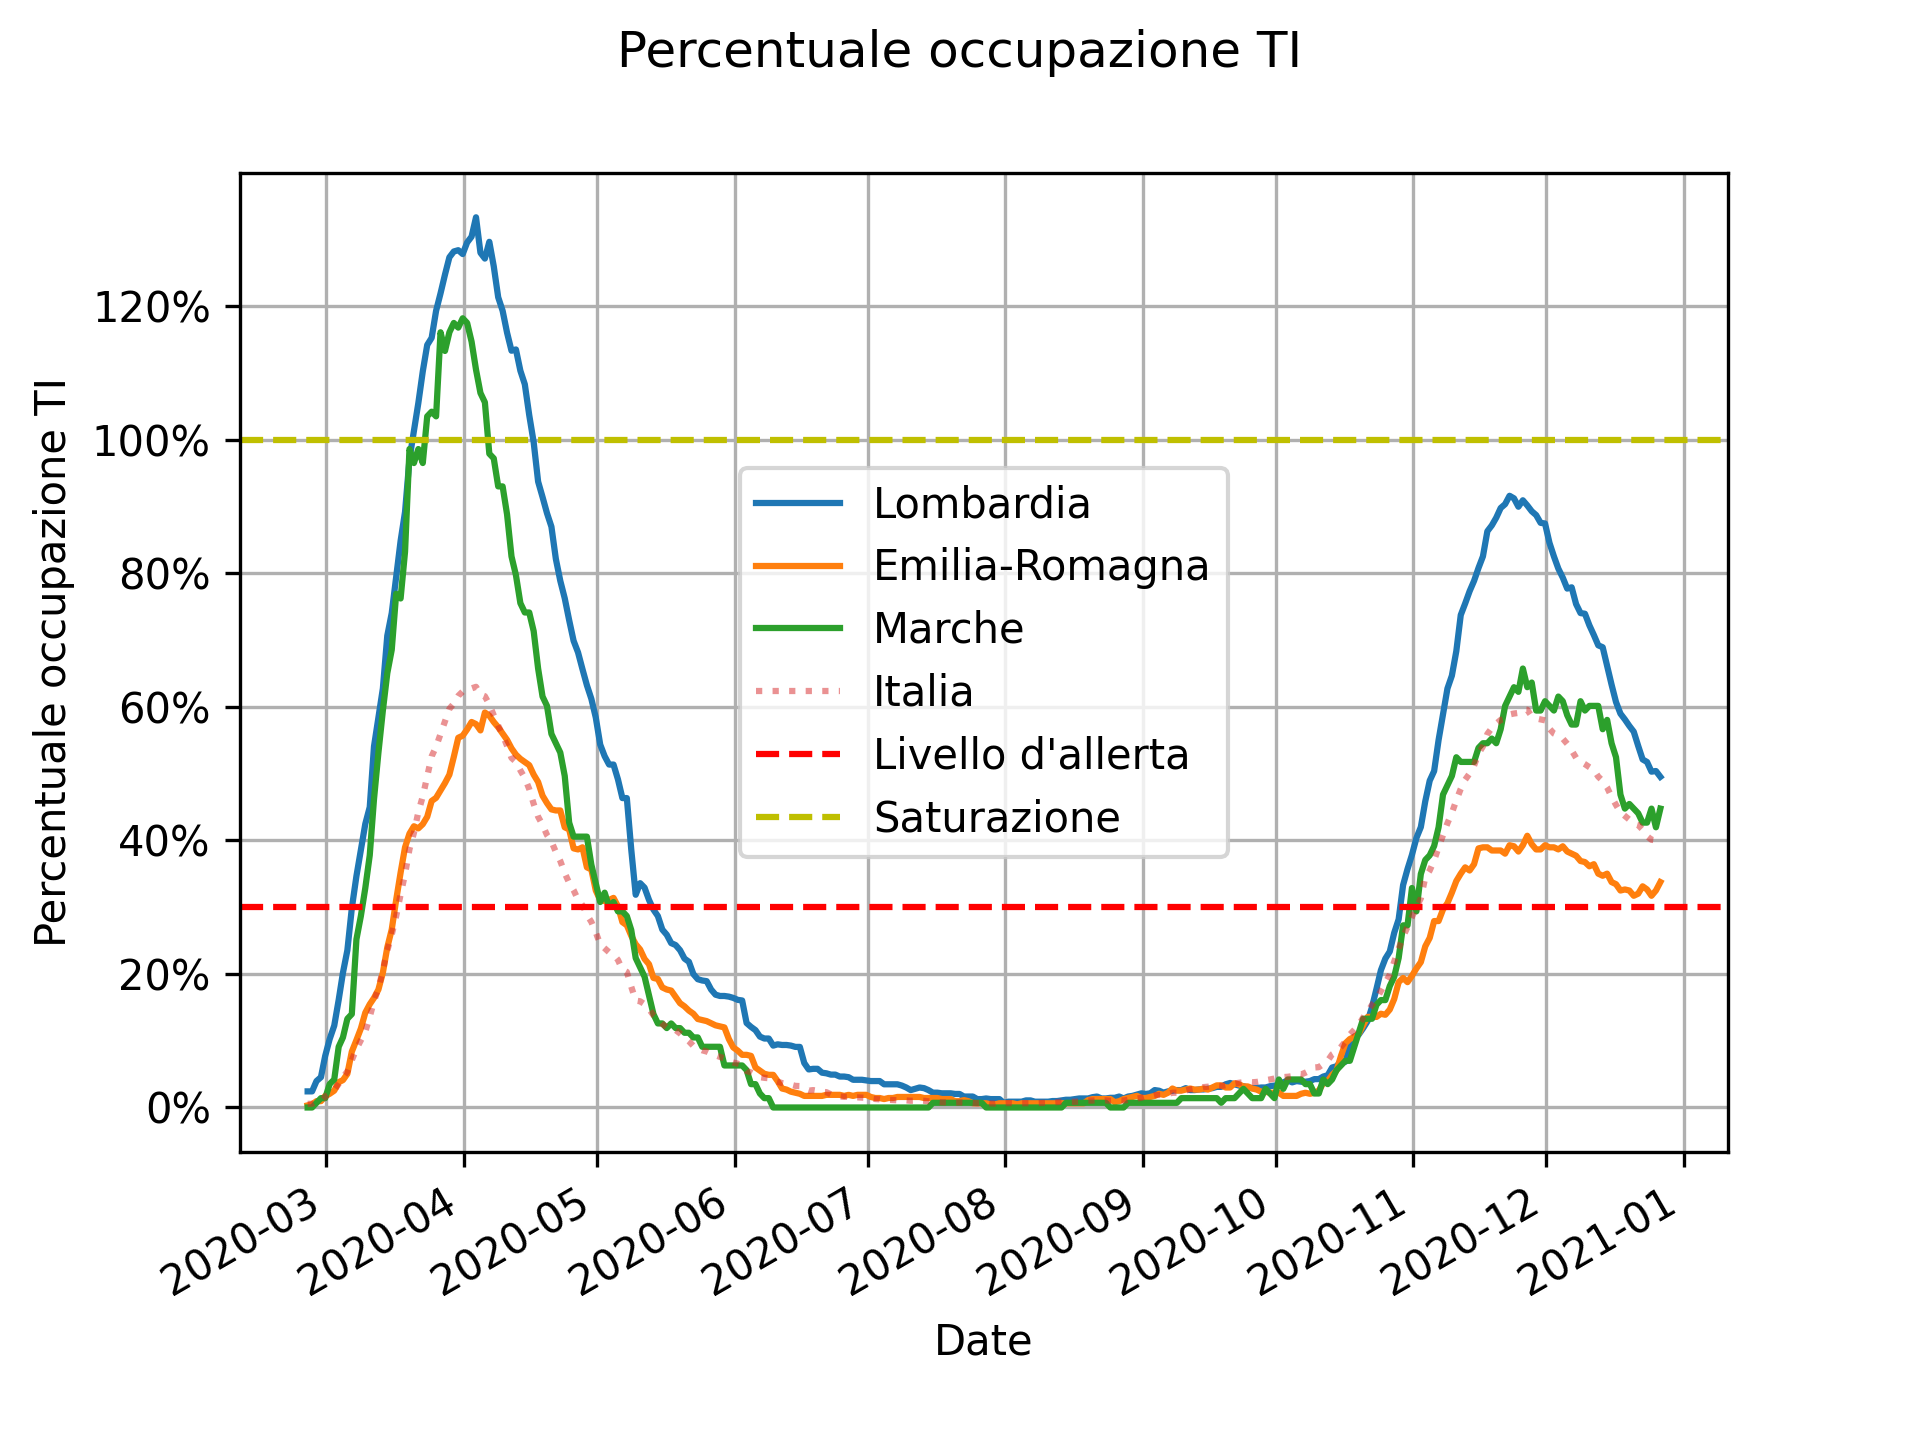 Percentuale occupazione TI
Percentuale occupazione TI
120%
100%
80%
60%
40%
20%
0%
Lombardia
Emilia-Romagna
Marche
Italia
Livello d'allerta
Saturazione
2020-03
2020-04
2020-05
2020-06
2020-07
2020-08
2020-09
2020-10
2020-11
2020-12
2021-01
Date